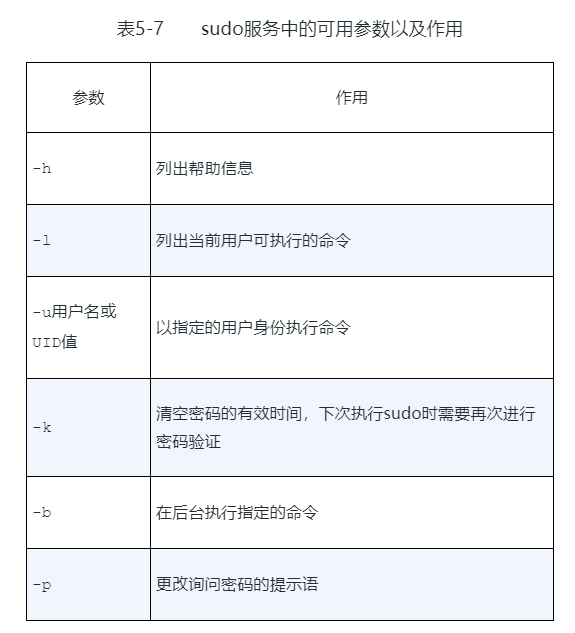 表5-7 sudo服务中的可用参数以及作用
参数 作用
-h 列出帮助信息
-l 列出当前用户可执行的命令
-u用户名或
UID值
以指定的用户身份执行命令
-k
清空密码的有效时间，下次执行sudo时需要再次进行
密码验证
-b 在后台执行指定的命令
-p 更改询问密码的提示语